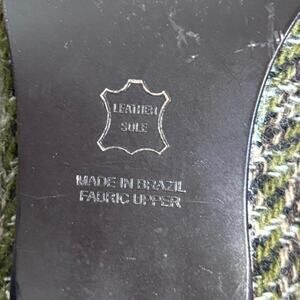 LEATHER
SOLE
MADE IN BRAZIL
FABRIC UPPER